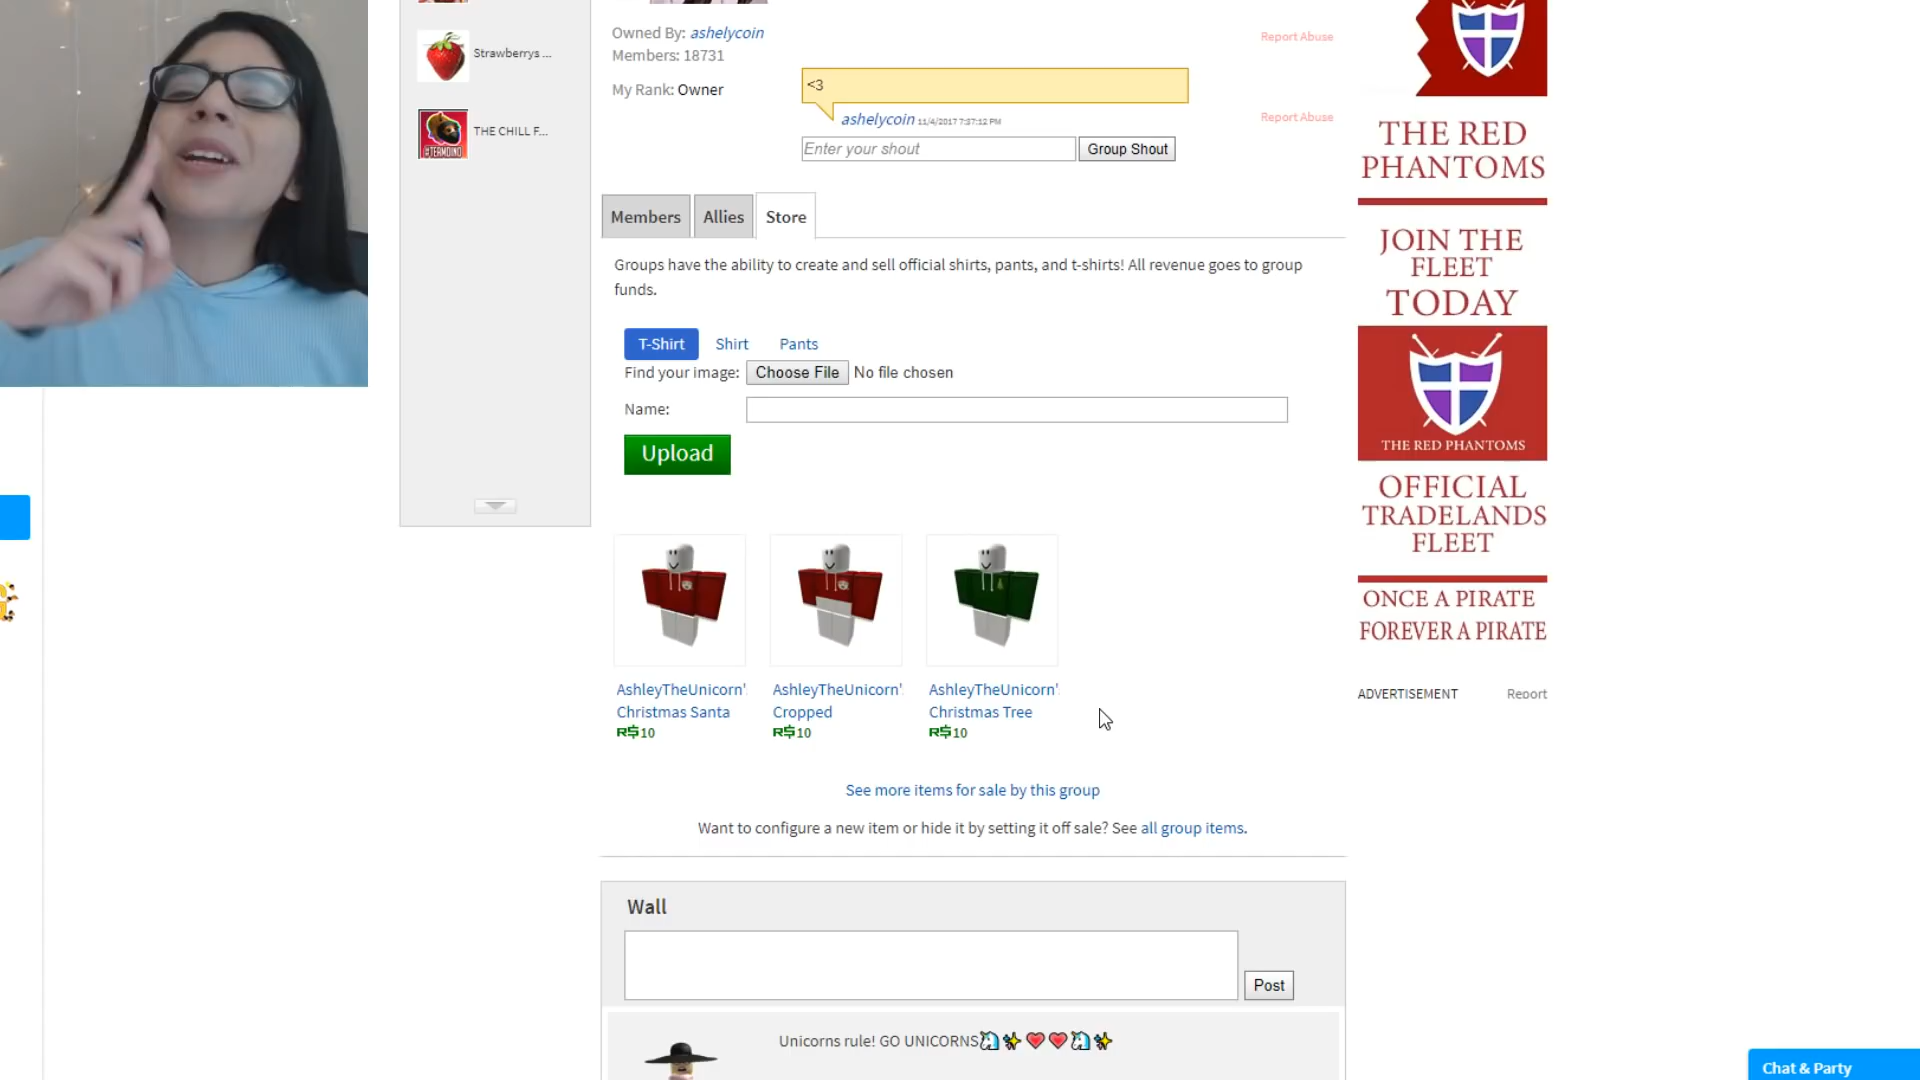 Strawberrys ...
THE CHILL F...
#TEAMDINO
Owned By: ashelycoin
Members: 18731
My Rank: Owner
<3
ashelycoin 11/4/2017 7:37:12 PM
Report Abuse
Report Abuse
Enter your shout
Group Shout
Members
Allies
Store
Groups have the ability to create and sell official shirts, pants, and t-shirts! All revenue goes to group
funds.
T-Shirt
Shirt
Pants
Find your image: Choose File No file chosen
Name:
Upload
AshleyTheUnicorn'
Christmas Santa
R$10
AshleyTheUnicorn'
Cropped
R$10
AshleyTheUnicorn'
Christmas Tree
R$10
See more items for sale by this group
Want to configure a new item or hide it by setting it off sale? See all group items.
Wall
Post
Unicorns rule! GO UNICORNS🦄✨❤️❤️🦄✨
THE RED
PHANTOMS
JOIN THE
FLEET
TODAY
THE RED PHANTOMS
OFFICIAL
TRADELANDS
FLEET
ONCE A PIRATE
FOREVER A PIRATE
ADVERTISEMENT
Report
Chat & Party